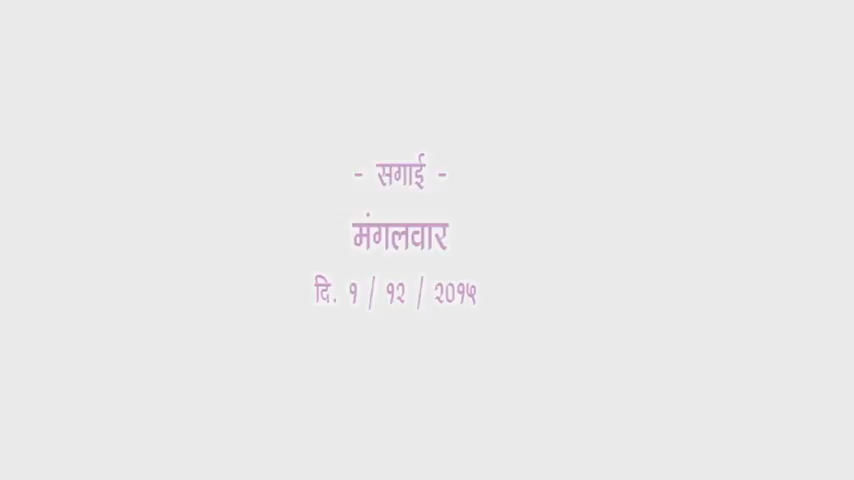 - सगाई -
मंगलवार
दि. १ / १२ / २०१५